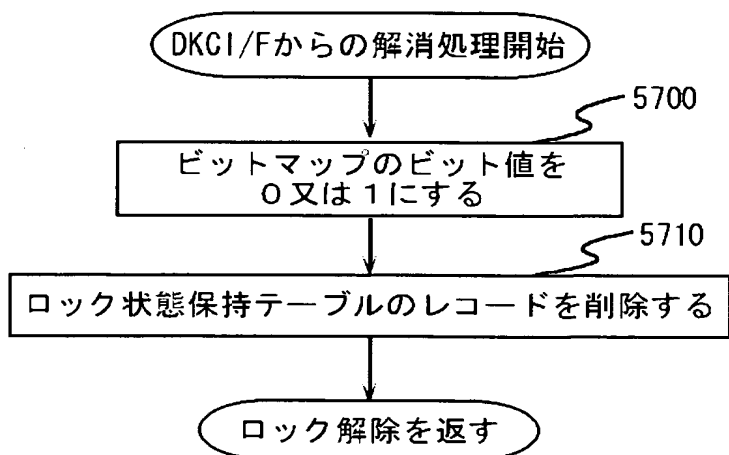 DKCI/Fからの解消処理開始
5700
ビットマップのビット値を
0又は1にする
5710
ロック状態保持テーブルのレコードを削除する
ロック解除を返す